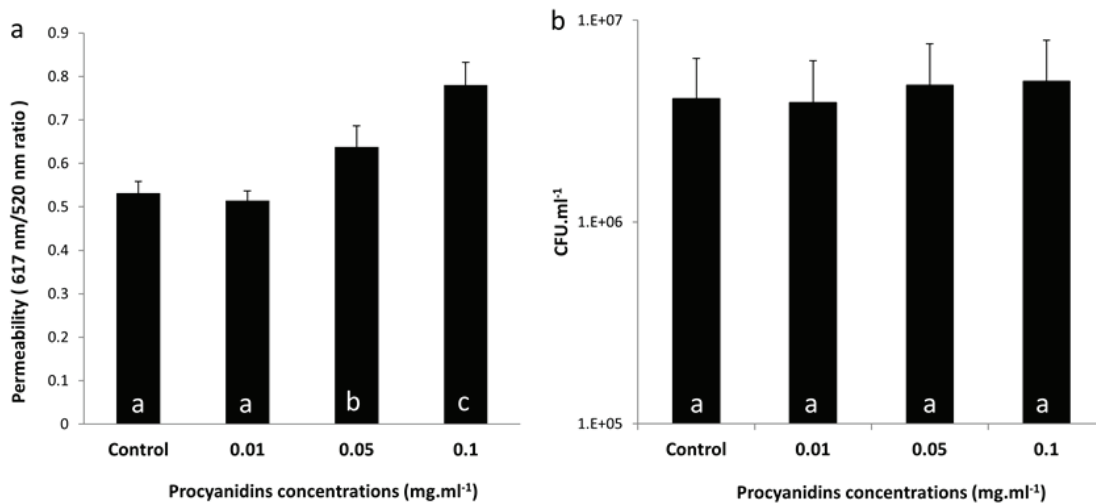 a
0.9
0.8
0.7
0.6
0.5
0.4
0.3
0.2
0.1
0
Permeability ( 617 nm/520 nm ratio )
a a b c
Control 0.01 0.05 0.1
Procyanidins concentrations (mg.ml⁻¹)
b
1.E+07
1.E+06
1.E+05
CFU.ml⁻¹
a a a a
Control 0.01 0.05 0.1
Procyanidins concentrations (mg.ml⁻¹)